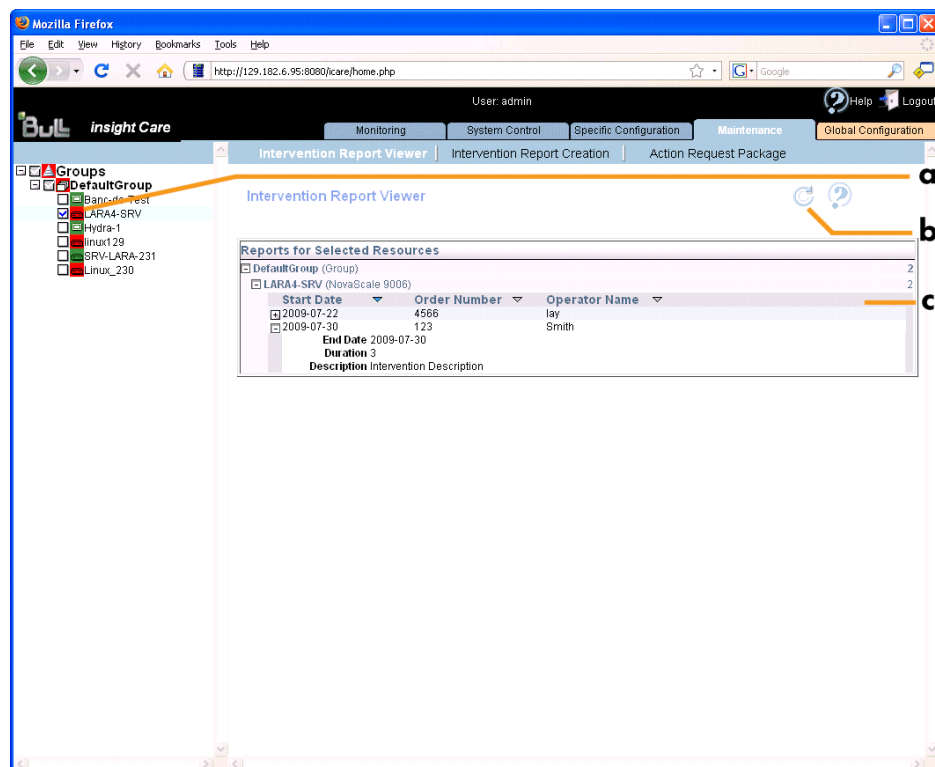 Mozilla Firefox
File Edit View History Bookmarks Tools Help
http://129.182.6.95:8080/icare/home.php
G Google
User: admin
Help Logout
Bull insight Care
Monitoring System Control Specific Configuration Maintenance Global Configuration
Intervention Report Viewer Intervention Report Creation Action Request Package
Groups
DefaultGroup
Banc-de-Test
LARA4-SRV
Hydra-1
linux129
SRV-LARA-231
Linux_230
a
Intervention Report Viewer
b
Reports for Selected Resources
DefaultGroup (Group) 2
LARA4-SRV (NovaScale 9006) 2
Start Date Order Number Operator Name
c
2009-07-22 4566 lay
2009-07-30 123 Smith
End Date 2009-07-30
Duration 3
Description Intervention Description